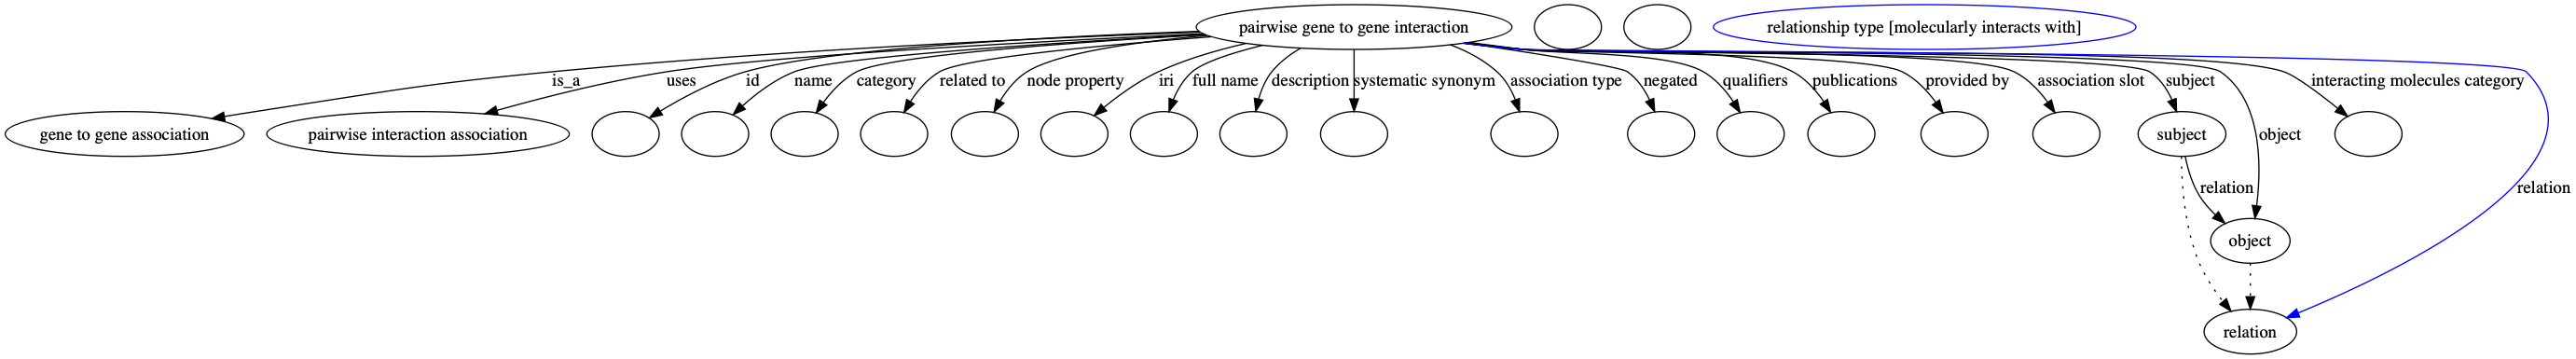 pairwise gene to gene interaction
relationship type [molecularly interacts with]
is_a
uses
id
name
category
related to
node property
iri
full name
description
systematic synonym
association type
negated
qualifiers
publications
provided by
association slot
subject
interacting molecules category
gene to gene association
pairwise interaction association
subject
object
relation
relation
object
relation